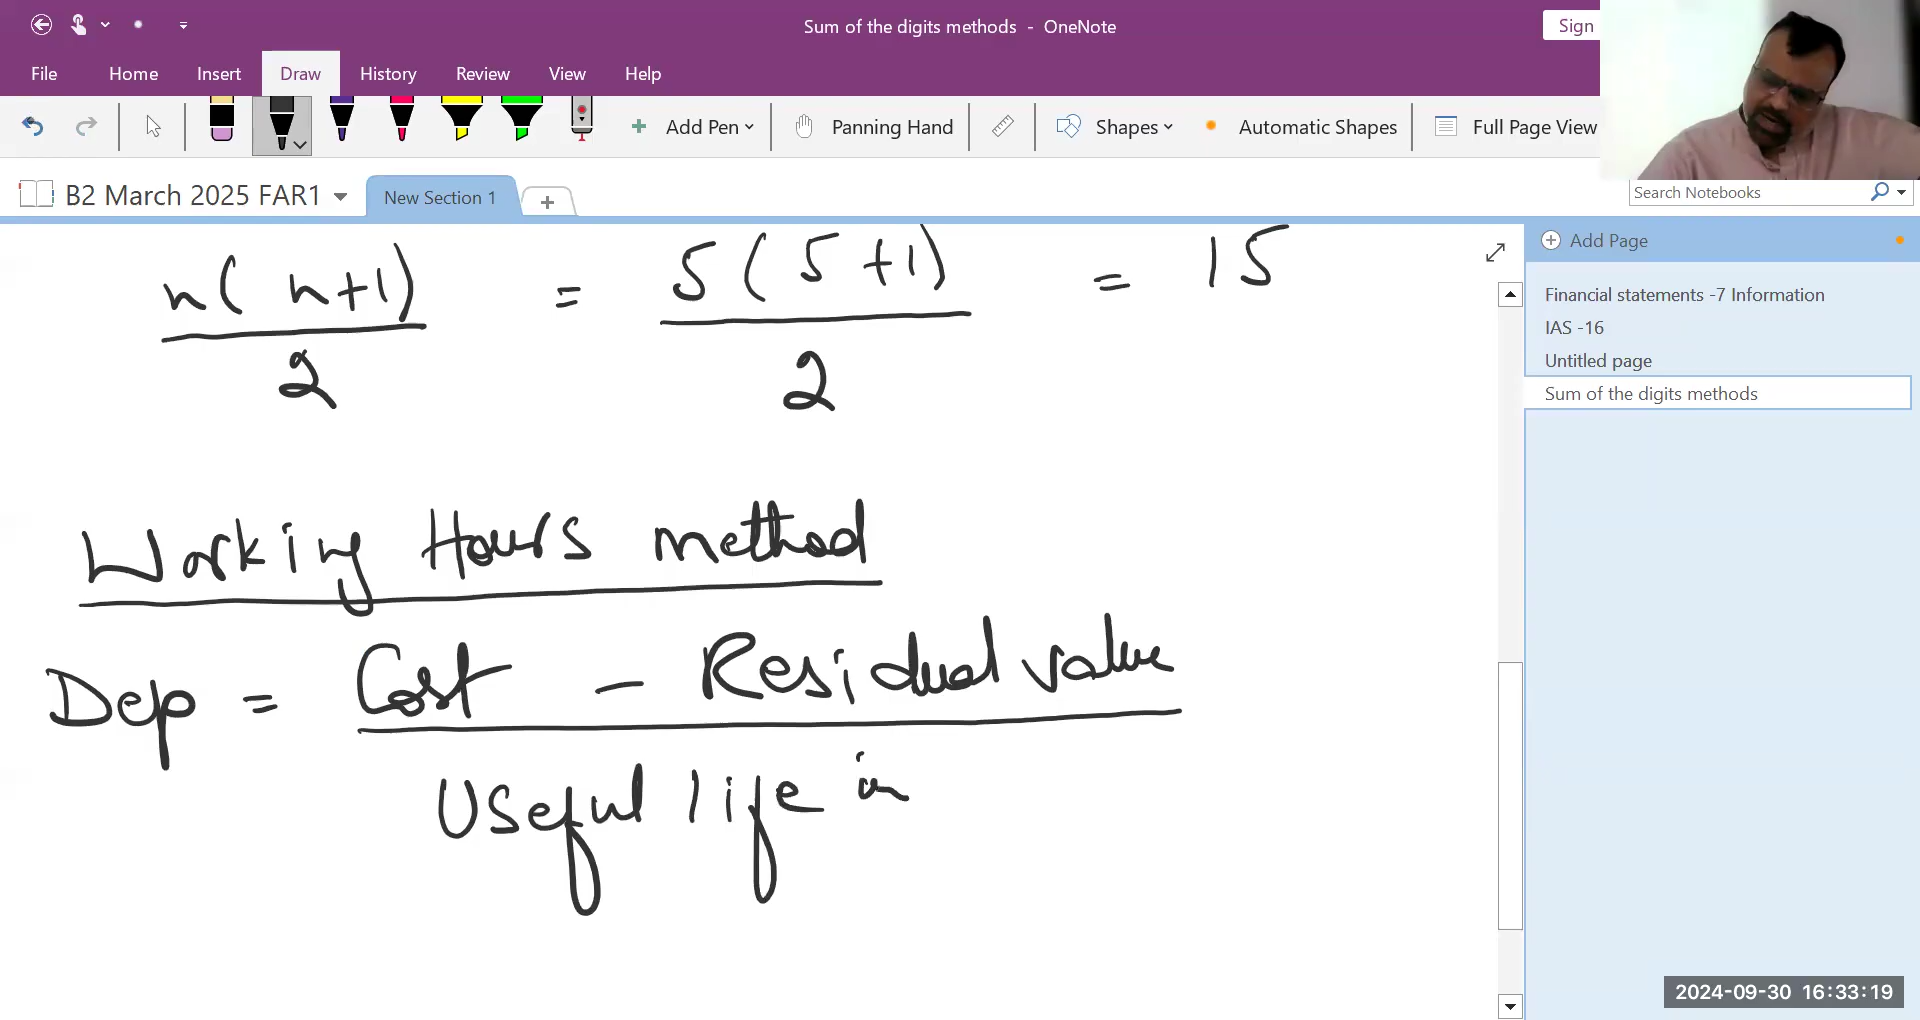 Sum of the digits methods - OneNote
Sign
File Home Insert Draw History Review View Help
Add Pen Panning Hand Shapes Automatic Shapes Full Page View
B2 March 2025 FAR1 New Section 1
Search Notebooks
Add Page
Financial statements -7 Information
IAS -16
Untitled page
Sum of the digits methods
n(n+1) = 5(5+1) = 15
2 2
Working Hours method
Dep = Cost - Residual value
Useful life in
2024-09-30 16:33:19